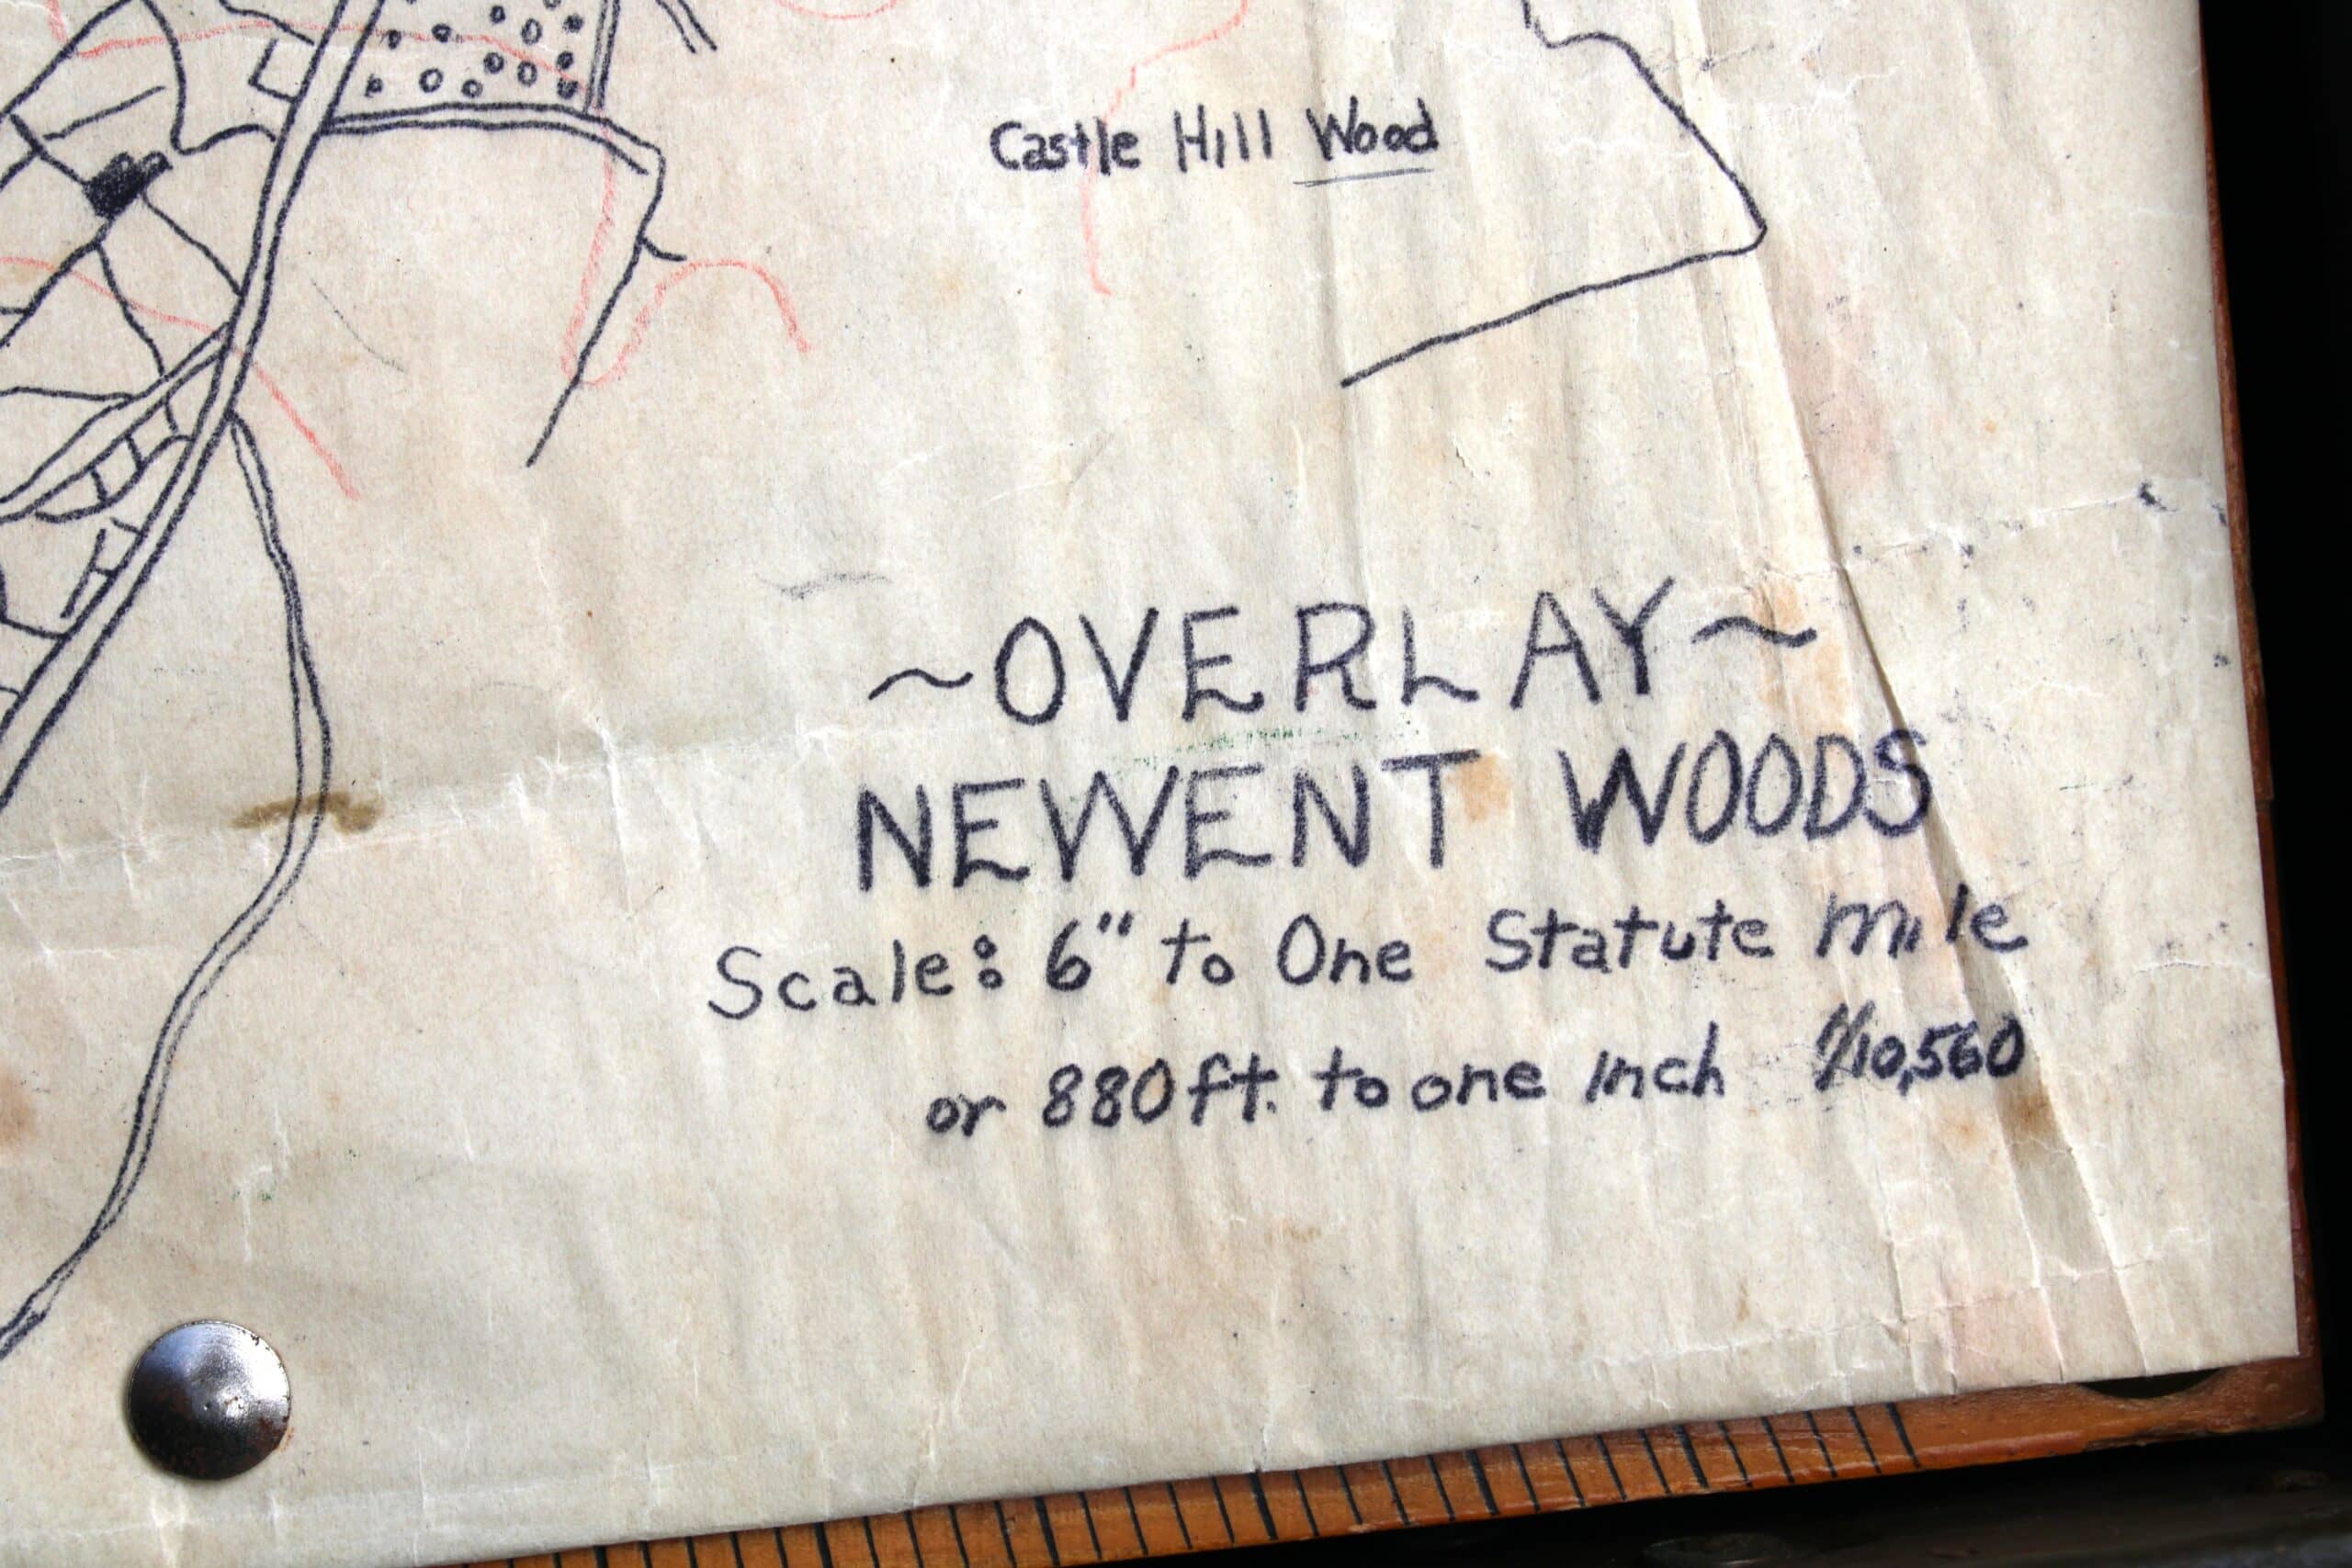 Castle Hill Wood
~OVERLAY~
NEWENT WOODS
Scale: 6" to One Statute Mile
or 880 ft. to one inch 1/10,560